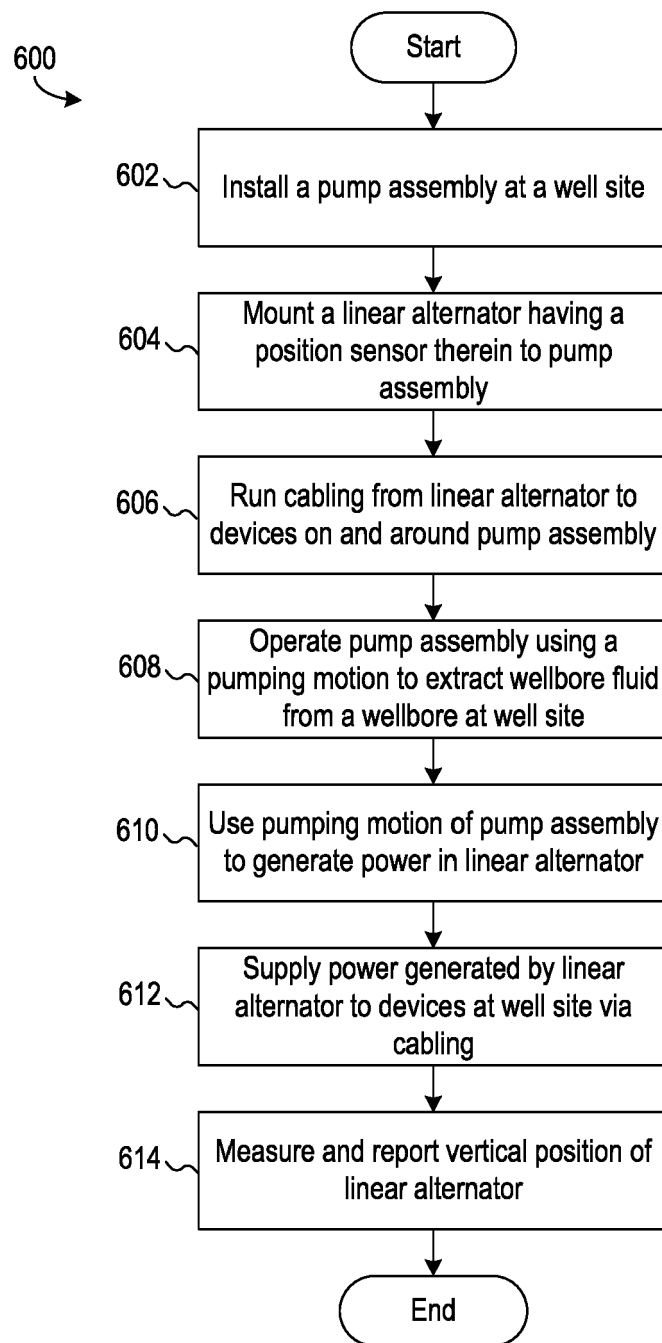 600
Start
602
Install a pump assembly at a well site
604
Mount a linear alternator having a
position sensor therein to pump
assembly
606
Run cabling from linear alternator to
devices on and around pump assembly
608
Operate pump assembly using a
pumping motion to extract wellbore fluid
from a wellbore at well site
610
Use pumping motion of pump assembly
to generate power in linear alternator
612
Supply power generated by linear
alternator to devices at well site via
cabling
614
Measure and report vertical position of
linear alternator
End